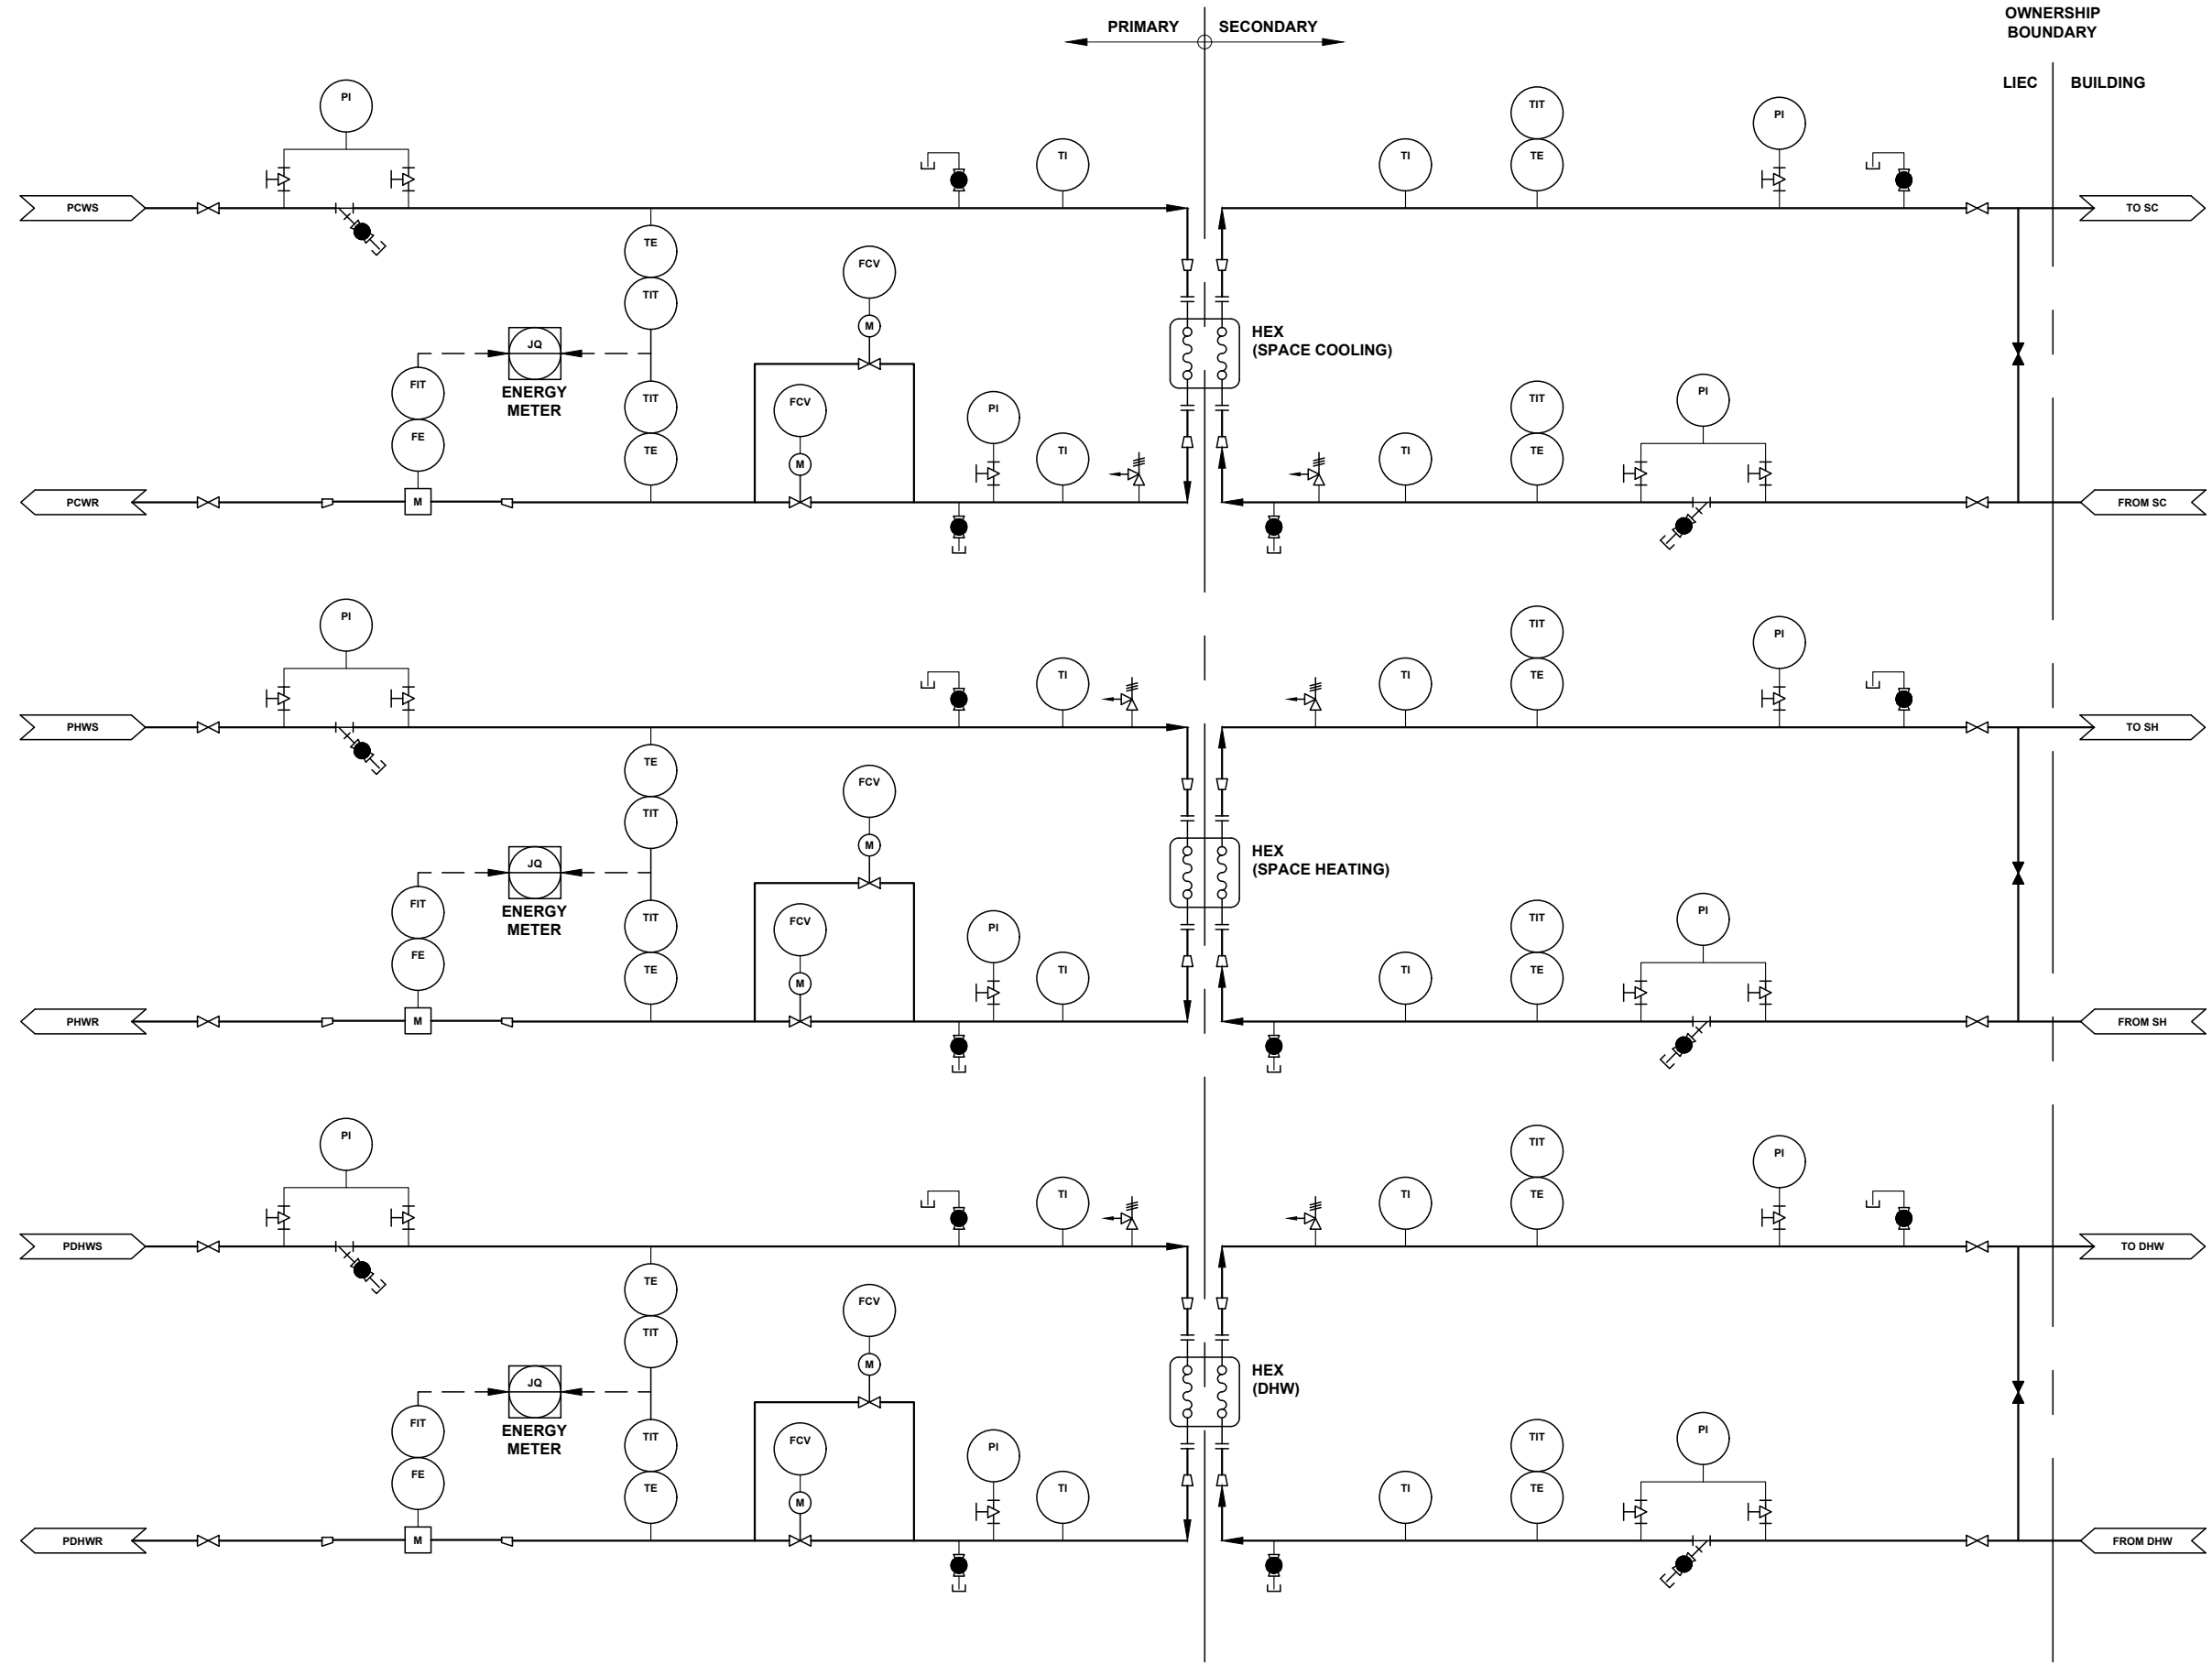 PRIMARY SECONDARY
OWNERSHIP
BOUNDARY
LIEC BUILDING
PI
TIT
PI
TI
TI
TE
PCWS
TO SC
TE
FCV
TIT
M
HEX
(SPACE COOLING)
JQ
ENERGY
METER
FIT
TIT
FCV
PI
TIT
PI
FE
TE
M
TI
TI
TE
PCWR
M
FROM SC
PI
TIT
PI
TI
TI
TE
PHWS
TO SH
TE
FCV
TIT
M
HEX
(SPACE HEATING)
JQ
ENERGY
METER
FIT
TIT
FCV
PI
TIT
PI
FE
TE
M
TI
TI
TE
PHWR
M
FROM SH
PI
TIT
PI
TI
TI
TE
PDHWS
TO DHW
TE
FCV
TIT
M
HEX
(DHW)
JQ
ENERGY
METER
FIT
TIT
FCV
PI
TIT
PI
FE
TE
M
TI
TI
TE
PDHWR
M
FROM DHW